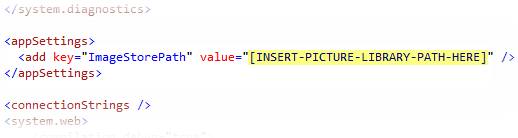 </system.diagnostics>
<appSettings>
<add key="ImageStorePath" value="[INSERT-PICTURE-LIBRARY-PATH-HERE]" />
</appSettings>
<connectionStrings />
<system.web>